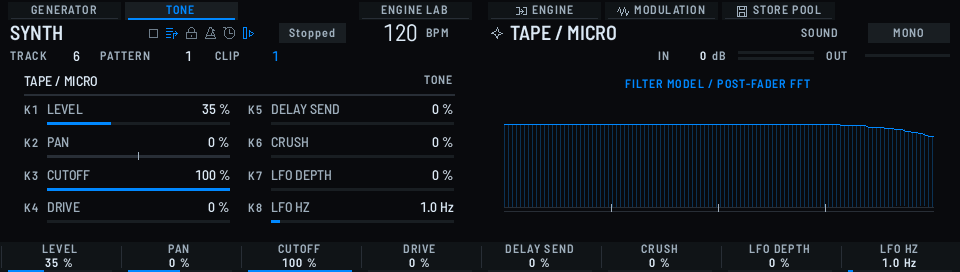 GENERATOR TONE ENGINE LAB ENGINE MODULATION STORE POOL
SYNTH Stopped 120 BPM TAPE / MICRO SOUND MONO
TRACK 6 PATTERN 1 CLIP 1 IN 0 dB OUT
TAPE / MICRO TONE
FILTER MODEL / POST-FADER FFT
K1 LEVEL 35 % K5 DELAY SEND 0 %
K2 PAN 0 % K6 CRUSH 0 %
K3 CUTOFF 100 % K7 LFO DEPTH 0 %
K4 DRIVE 0 % K8 LFO HZ 1.0 Hz
LEVEL PAN CUTOFF DRIVE DELAY SEND CRUSH LFO DEPTH LFO HZ
35 % 0 % 100 % 0 % 0 % 0 % 0 % 1.0 Hz